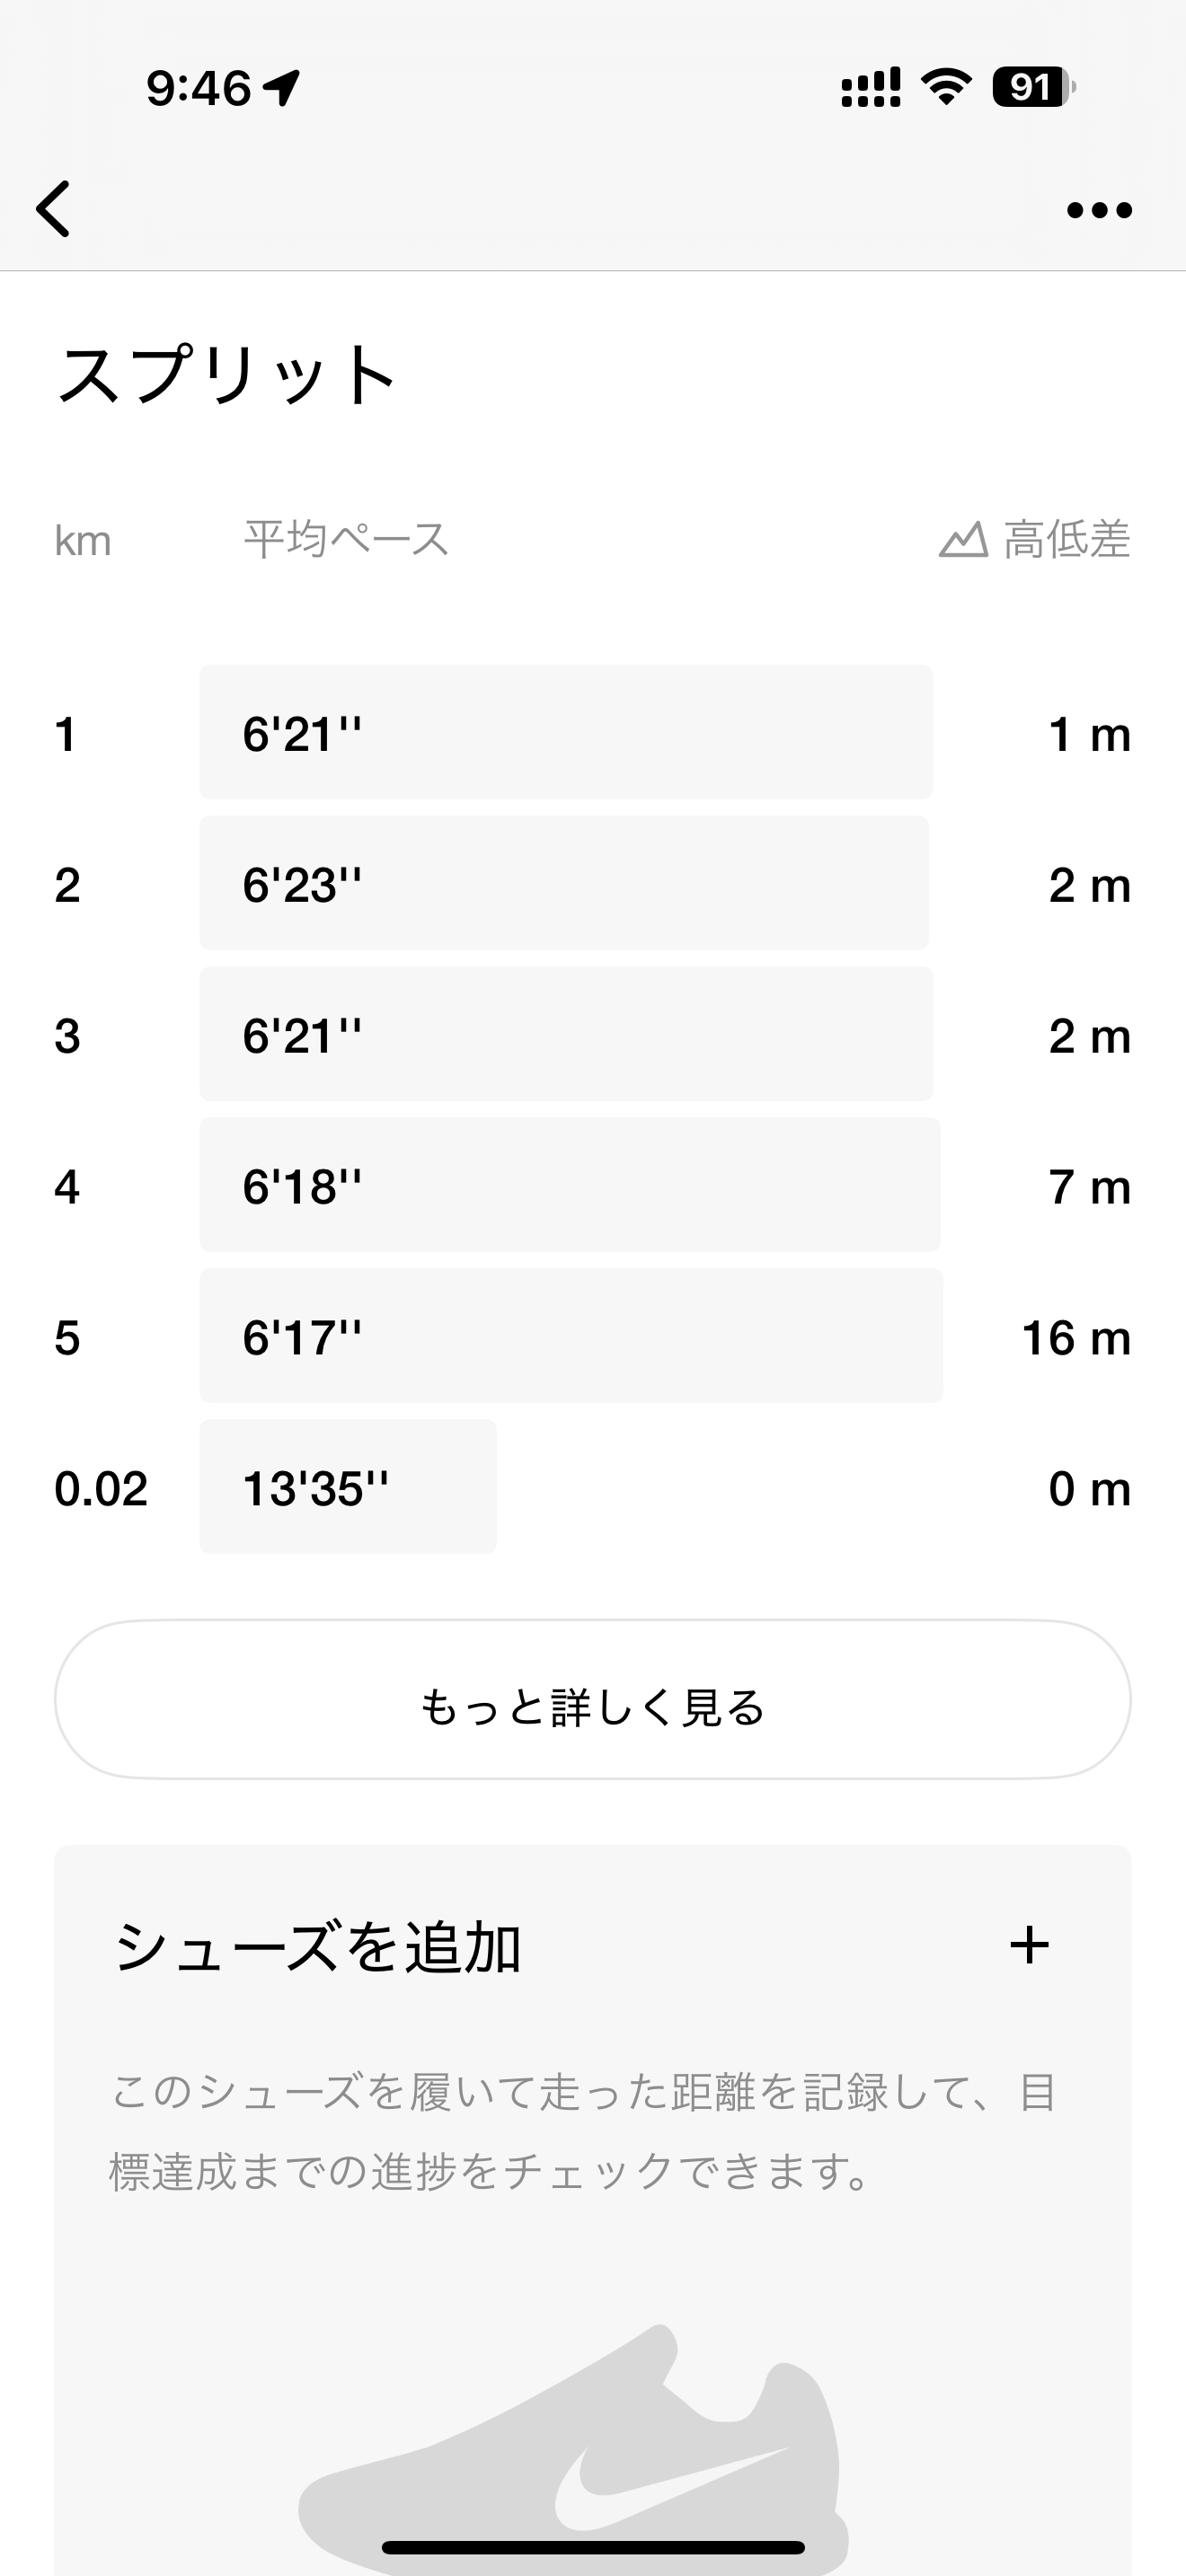 9:46
91
スプリット
km 平均ペース 高低差
1 6'21'' 1 m
2 6'23'' 2 m
3 6'21'' 2 m
4 6'18'' 7 m
5 6'17'' 16 m
0.02 13'35'' 0 m
もっと詳しく見る
シューズを追加 +
このシューズを履いて走った距離を記録して、目
標達成までの進捗をチェックできます。